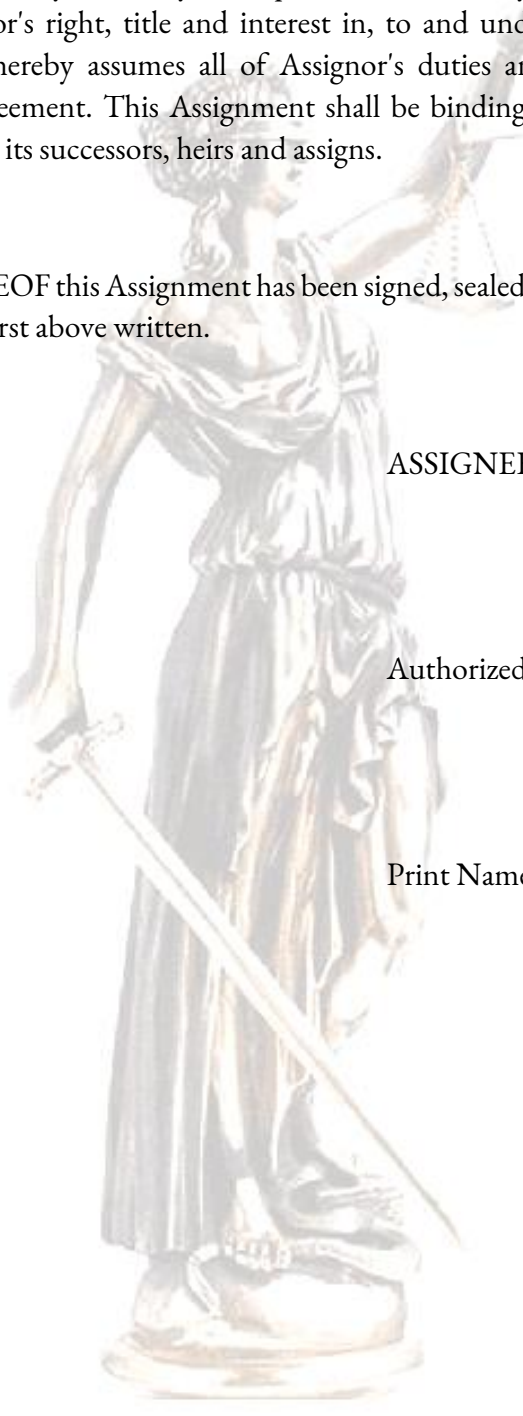 or's right, title and interest in, to and und
hereby assumes all of Assignor's duties a
eement. This Assignment shall be binding
its successors, heirs and assigns.
EOF this Assignment has been signed, sealed
rst above written.
ASSIGNE
Authorized
Print Name